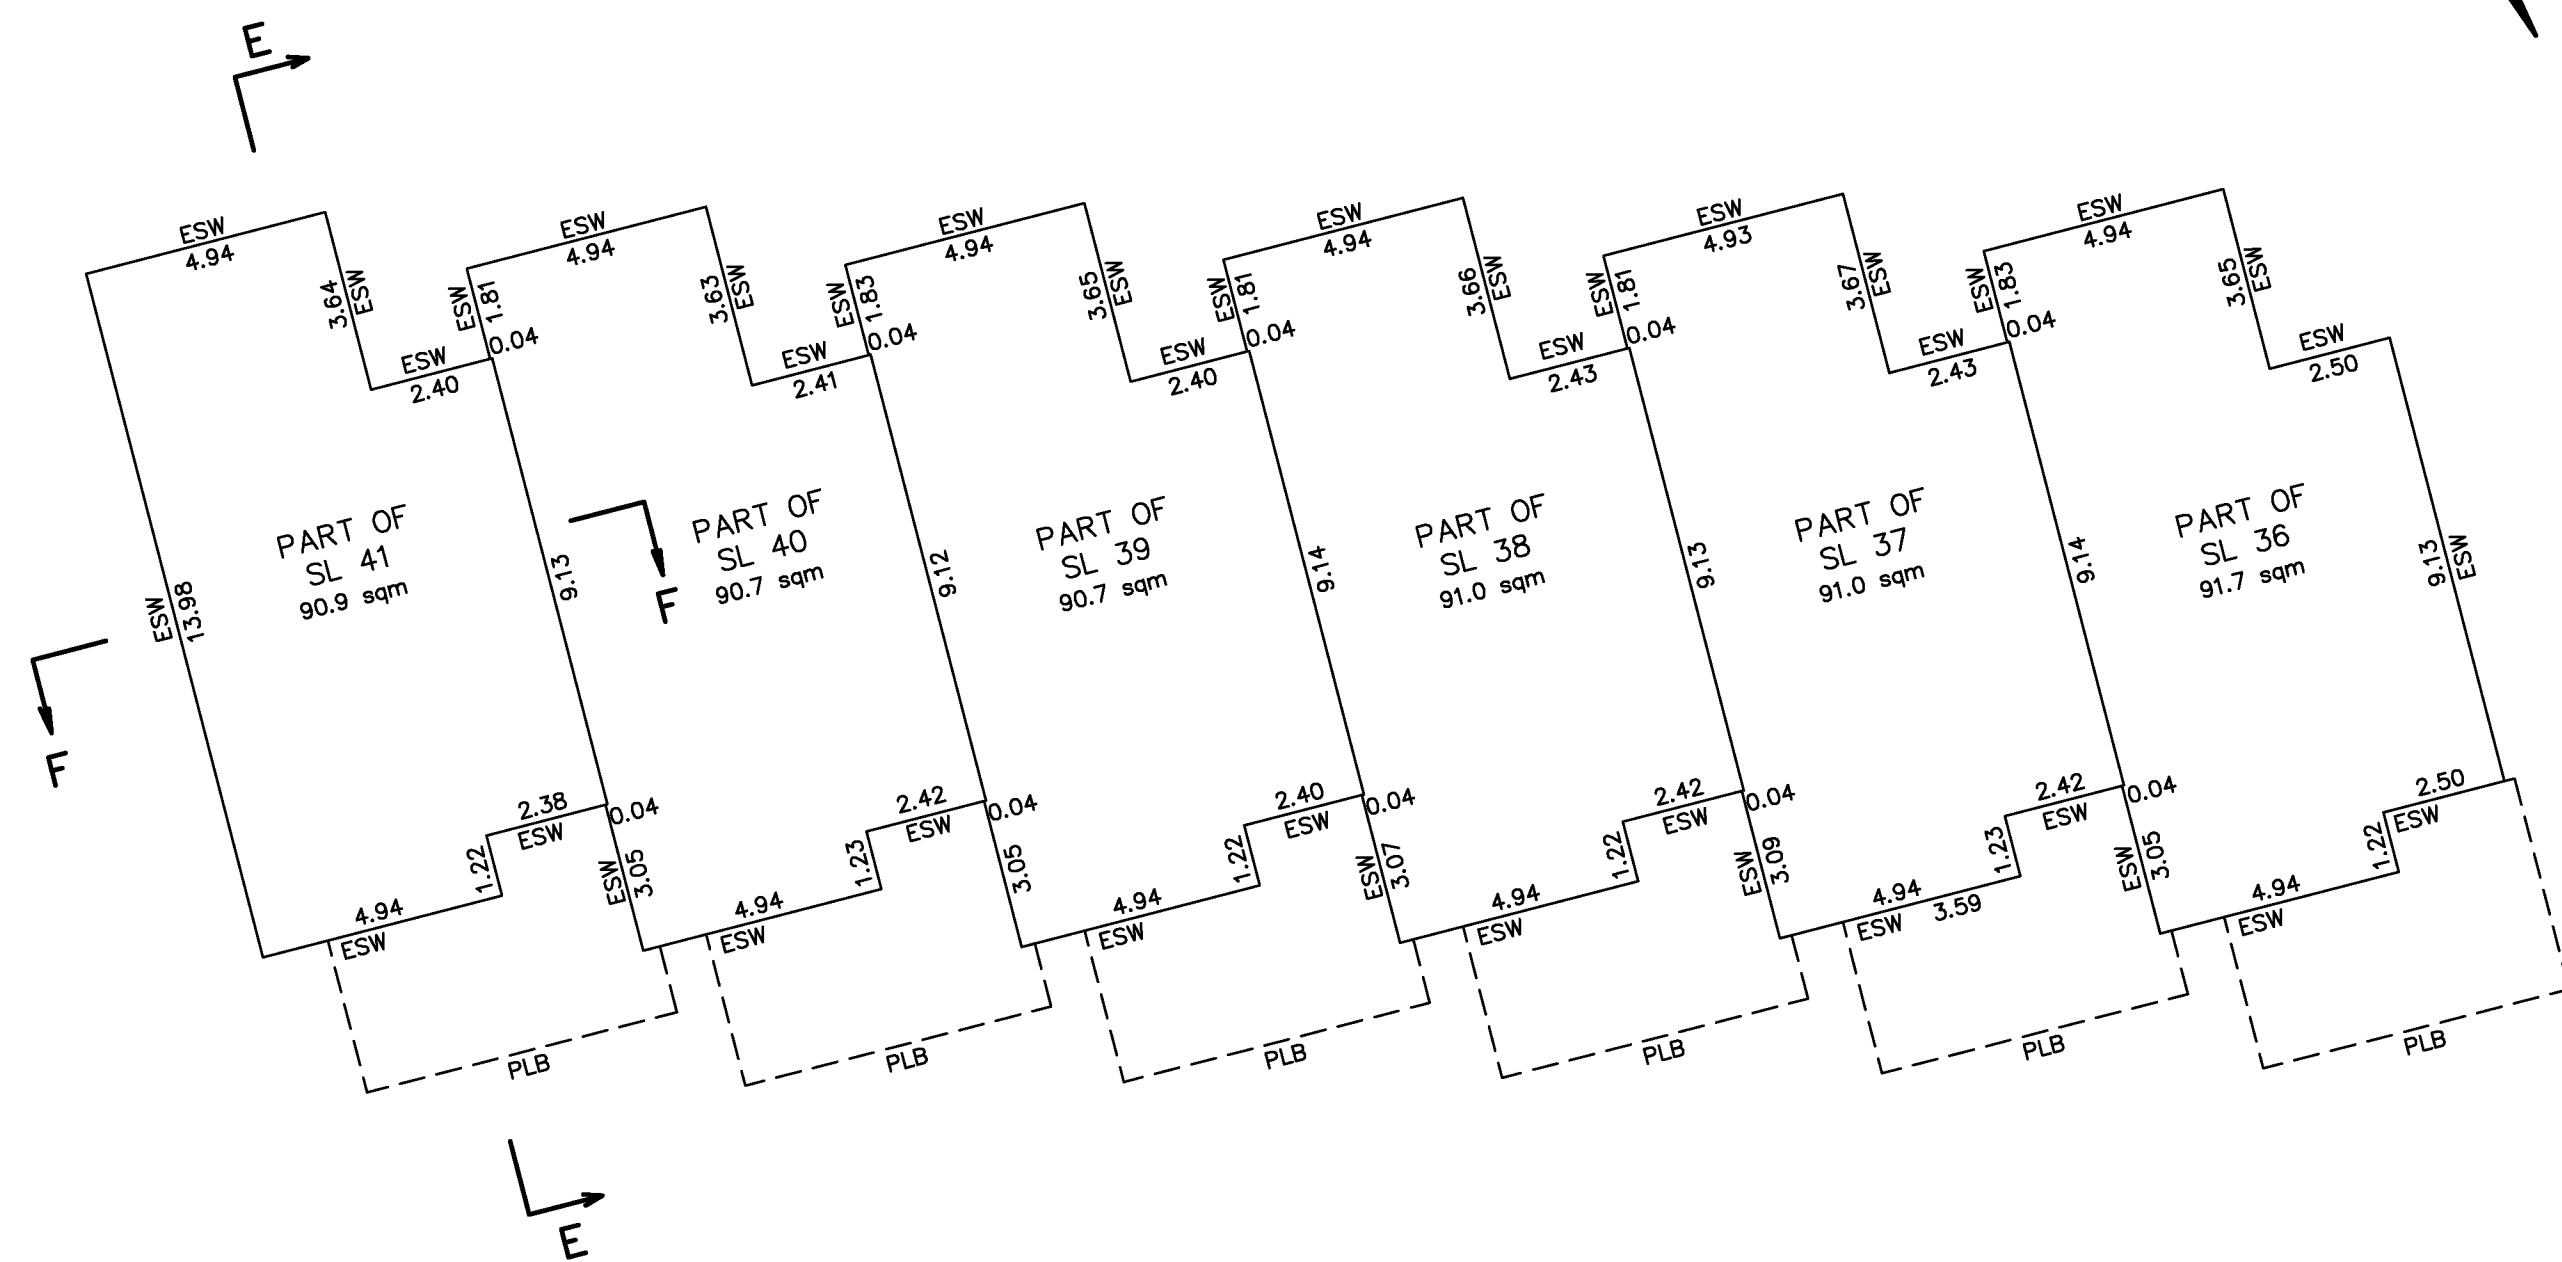 E
ESW
4.94
ESW
3.64
ESW
2.40
ESW
1.81
0.04
ESW
4.94
3.63
ESW
ESW
2.41
ESW
1.83
0.04
ESW
4.94
3.65
ESW
ESW
2.40
ESW
1.81
0.04
ESW
4.94
3.66
ESW
ESW
2.43
ESW
1.81
0.04
ESW
4.93
3.67
ESW
ESW
2.43
ESW
1.83
0.04
ESW
4.94
3.65
ESW
ESW
2.50
PART OF
SL 41
90.9 sqm
PART OF
SL 40
90.7 sqm
PART OF
SL 39
90.7 sqm
PART OF
SL 38
91.0 sqm
PART OF
SL 37
91.0 sqm
PART OF
SL 36
91.7 sqm
ESW
13.98
9.13
F
9.12
9.14
9.13
9.14
9.13
ESW
F
2.38
ESW
0.04
1.22
ESW
3.05
4.94
ESW
2.42
ESW
0.04
1.23
3.05
4.94
ESW
2.40
ESW
0.04
1.22
ESW
3.07
4.94
ESW
2.42
ESW
0.04
1.22
ESW
3.09
4.94
ESW
2.42
ESW
0.04
1.23
ESW
3.05
4.94
3.59
ESW
2.50
ESW
1.22
4.94
ESW
PLB
PLB
PLB
PLB
PLB
PLB
E